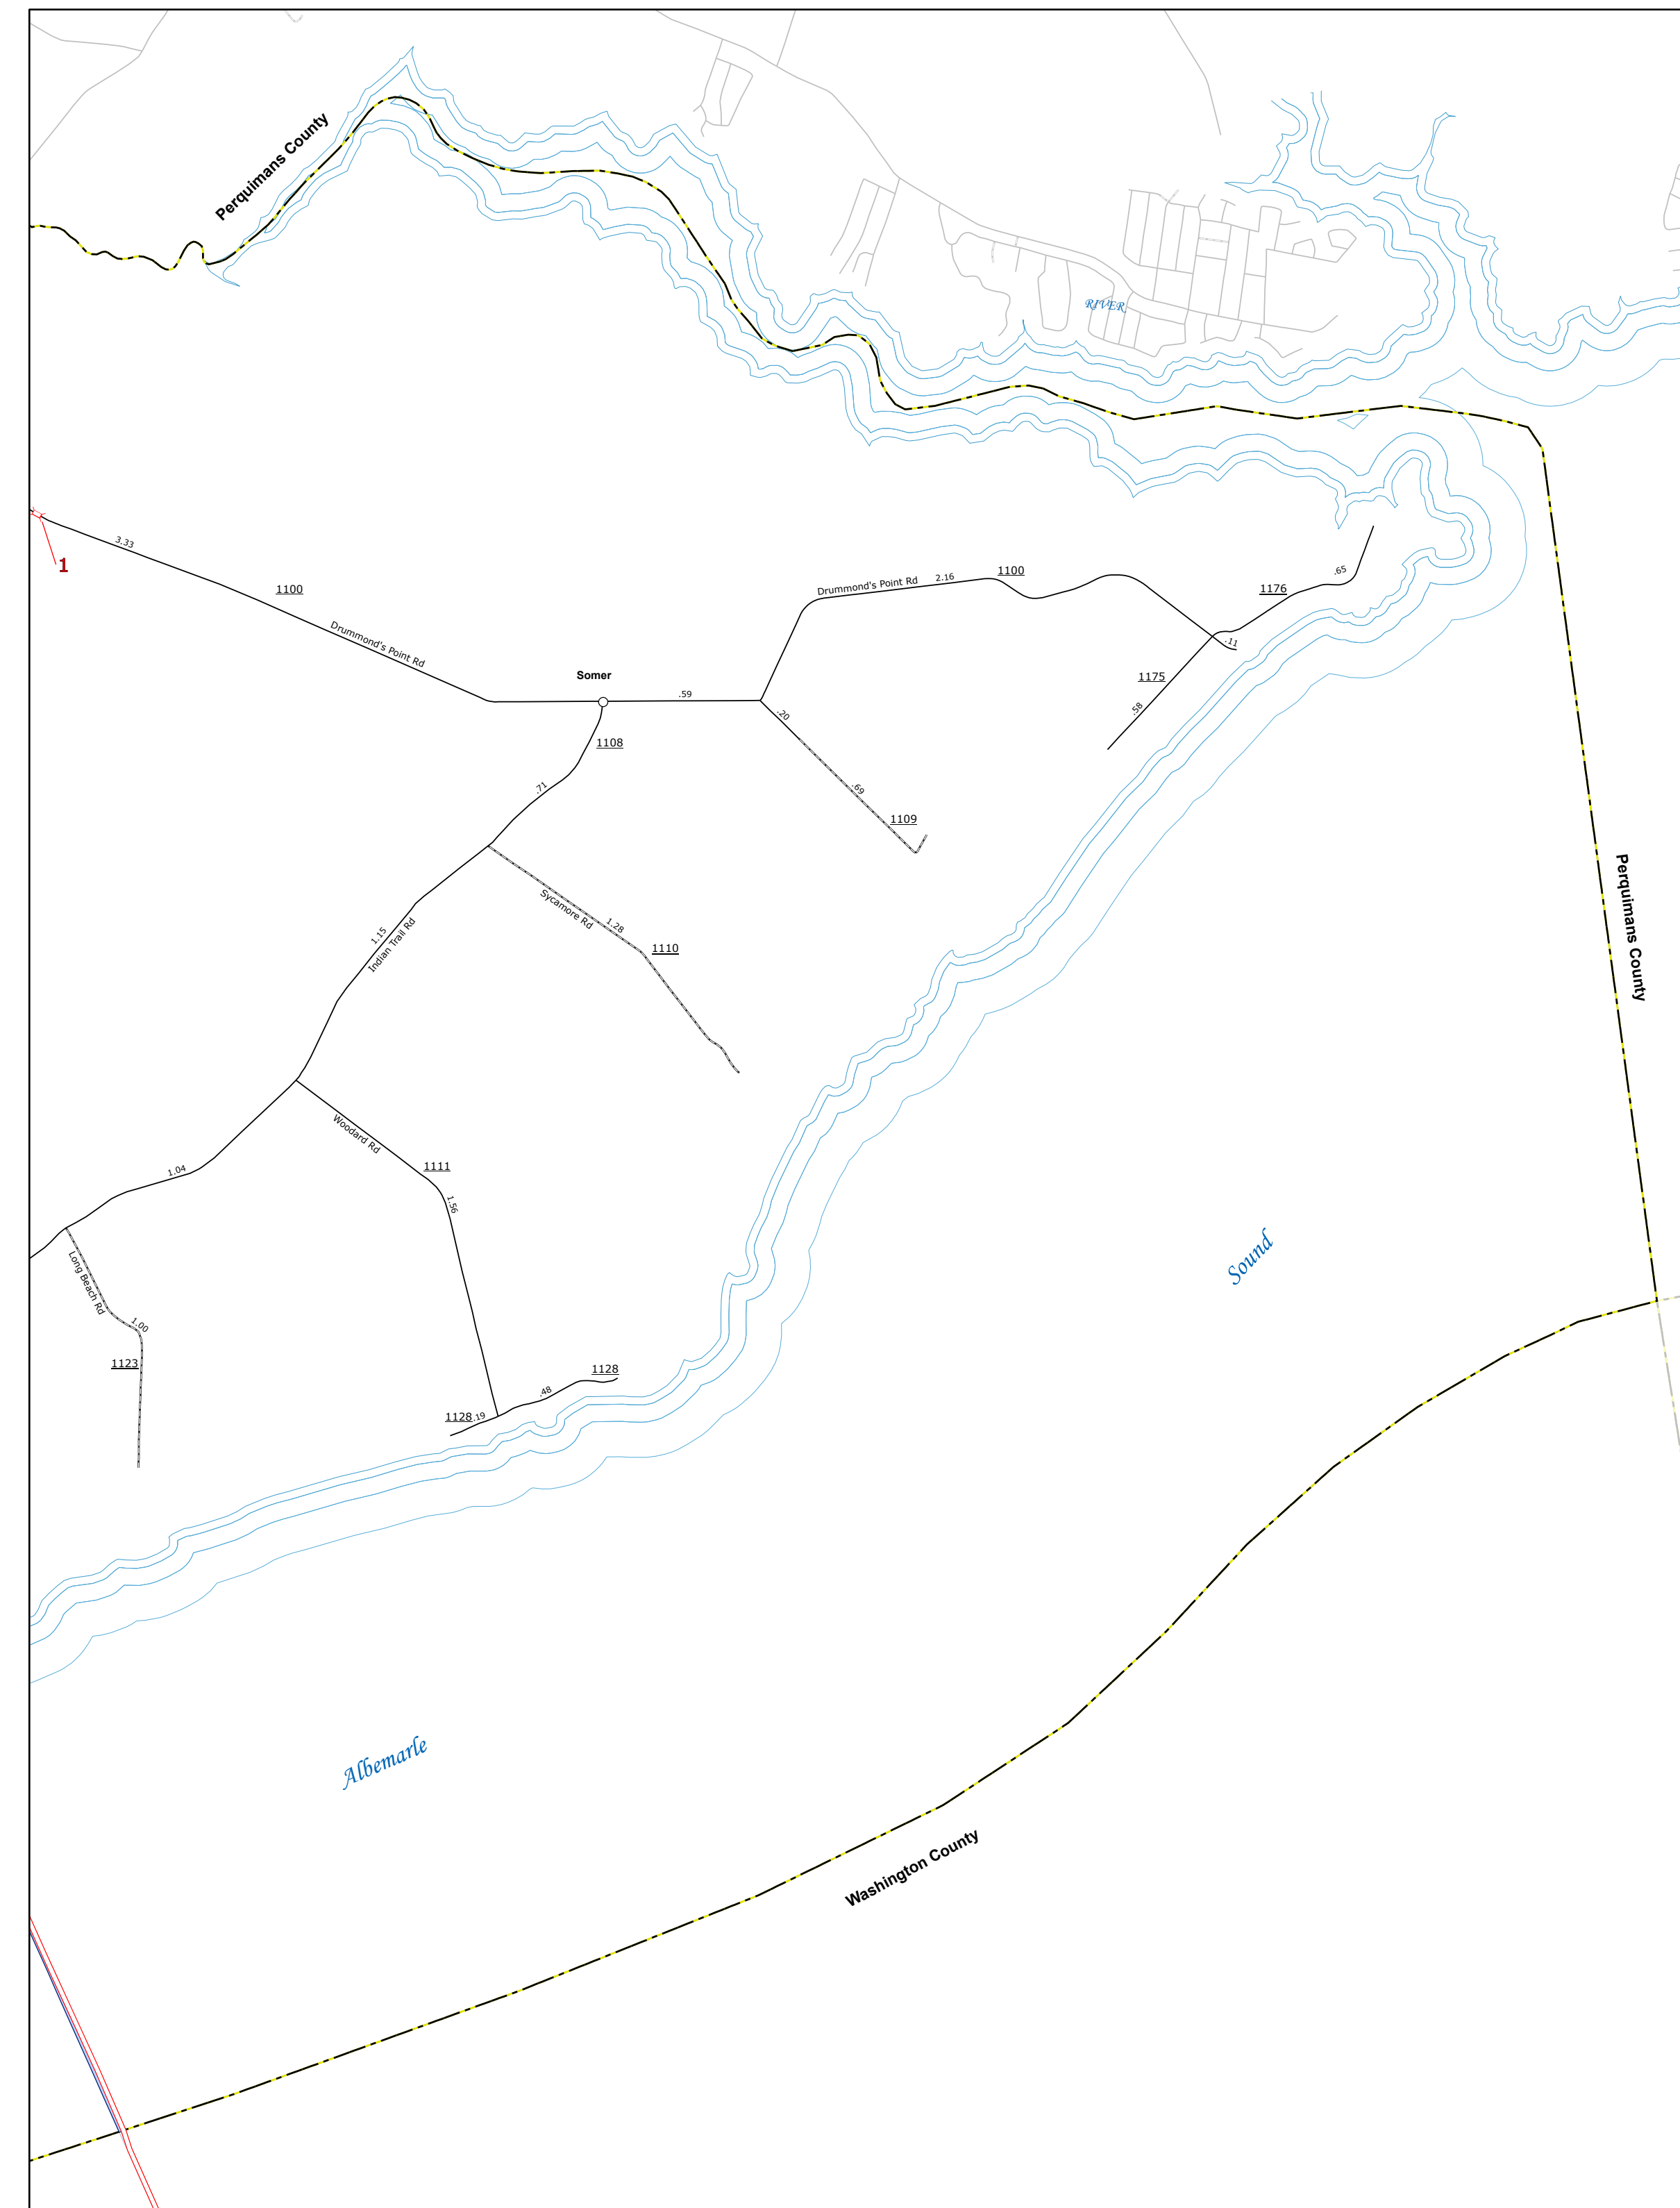 Perquimans County
RIVER
3.33
1
1100
Drummond's Point Rd
Drummond's Point Rd
2.16
1100
.65
1176
.11
1175
.58
Somer
.59
.20
1108
.71
.69
1109
Sycamore Rd
1.28
1110
1.15
Indian Trail Rd
Perquimans County
Woodard Rd
1111
1.04
1.56
Long Beach Rd
1.00
1123
1128
.48
1128
.19
Sound
Albemarle
Washington County